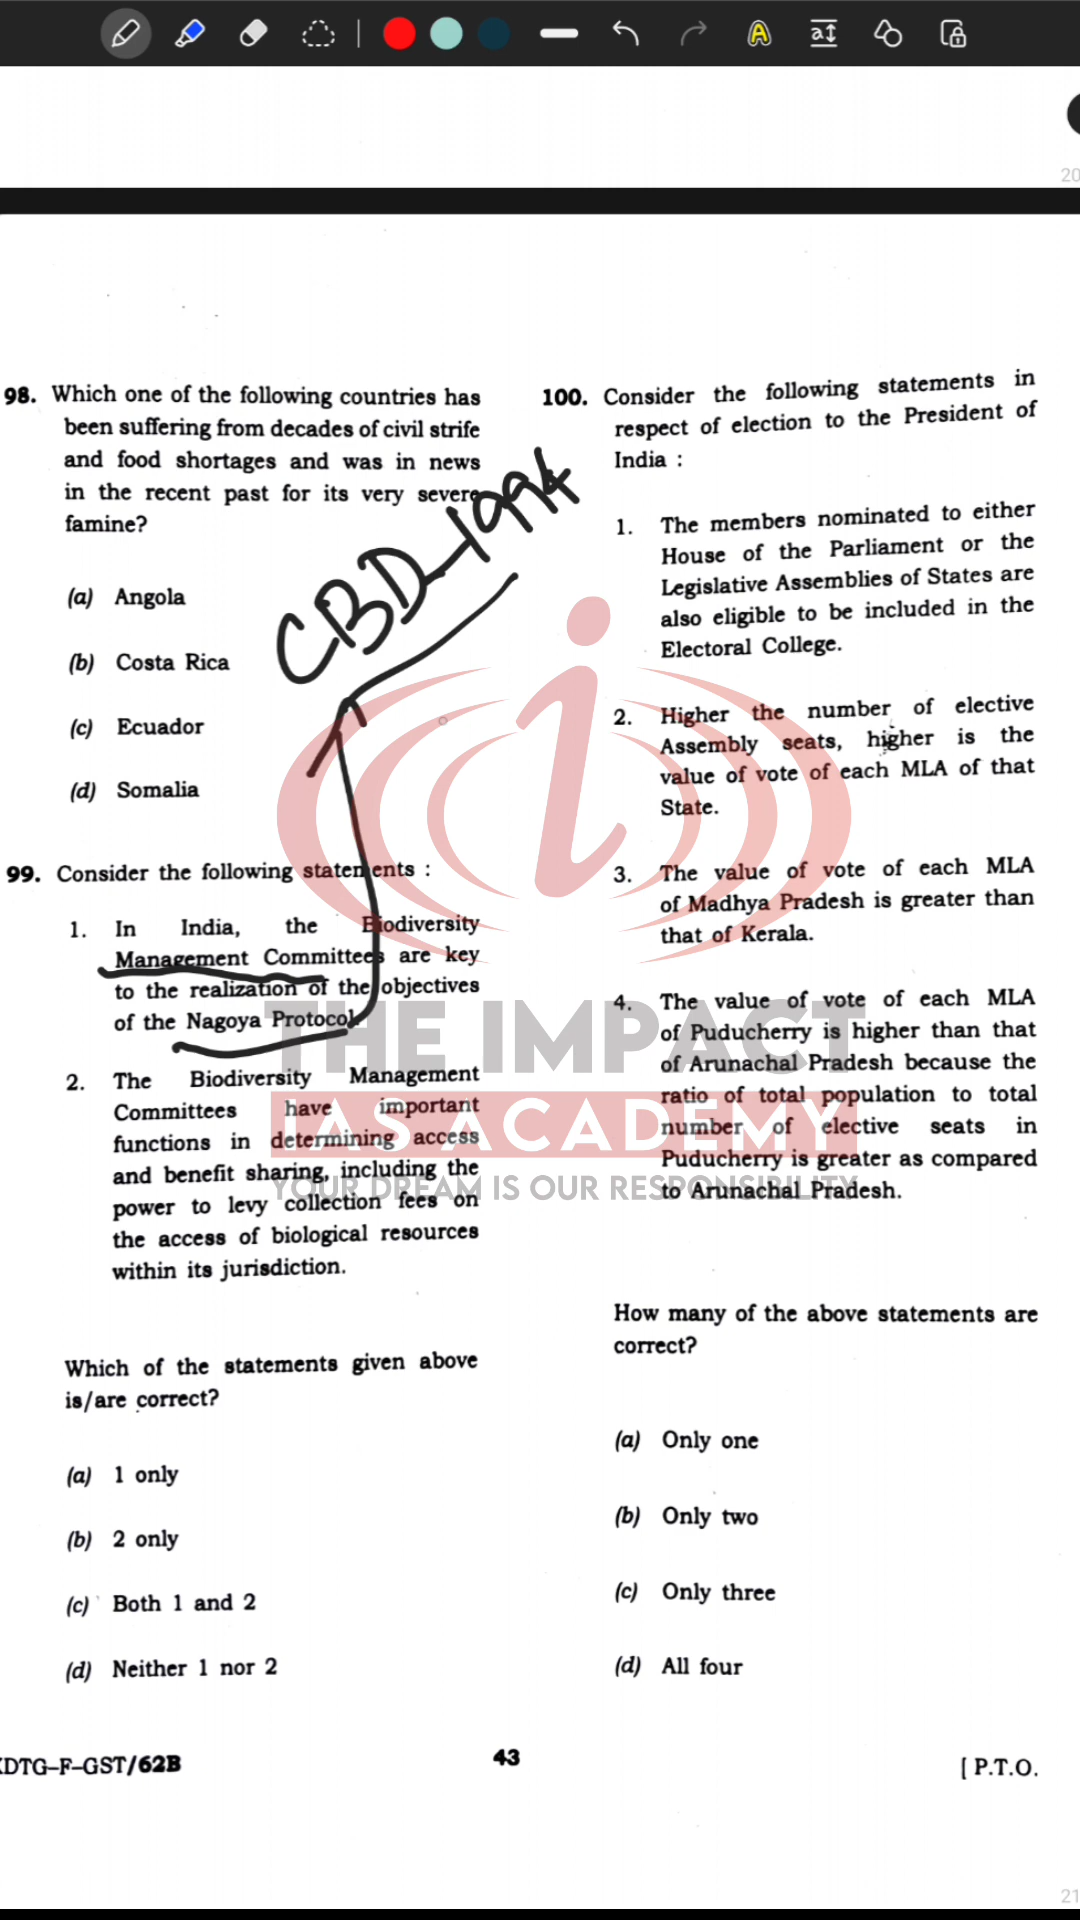 20
98. Which one of the following countries has
been suffering from decades of civil strife
and food shortages and was in news
in the recent past for its very severe
famine?
(a) Angola
(b) Costa Rica
(c) Ecuador
(d) Somalia
CBD-1994
99. Consider the following statements :
1. In India, the Biodiversity
Management Committees are key
to the realization of the objectives
of the Nagoya Protocol.
2. The Biodiversity Management
Committees have important
functions in determining access
and benefit sharing, including the
power to levy collection fees on
the access of biological resources
within its jurisdiction.
Which of the statements given above
is/are correct?
(a) 1 only
(b) 2 only
(c) Both 1 and 2
(d) Neither 1 nor 2
100. Consider the following statements in
respect of election to the President of
India :
1. The members nominated to either
House of the Parliament or the
Legislative Assemblies of States are
also eligible to be included in the
Electoral College.
2. Higher the number of elective
Assembly seats, higher is the
value of vote of each MLA of that
State.
3. The value of vote of each MLA
of Madhya Pradesh is greater than
that of Kerala.
4. The value of vote of each MLA
of Puducherry is higher than that
of Arunachal Pradesh because the
ratio of total population to total
number of elective seats in
Puducherry is greater as compared
to Arunachal Pradesh.
How many of the above statements are
correct?
(a) Only one
(b) Only two
(c) Only three
(d) All four
THE IMPACT
iAS ACADEMY
YOUR DREAM IS OUR RESPONSIBILITY
DTG-F-GST/62B
43
[ P.T.O.
21